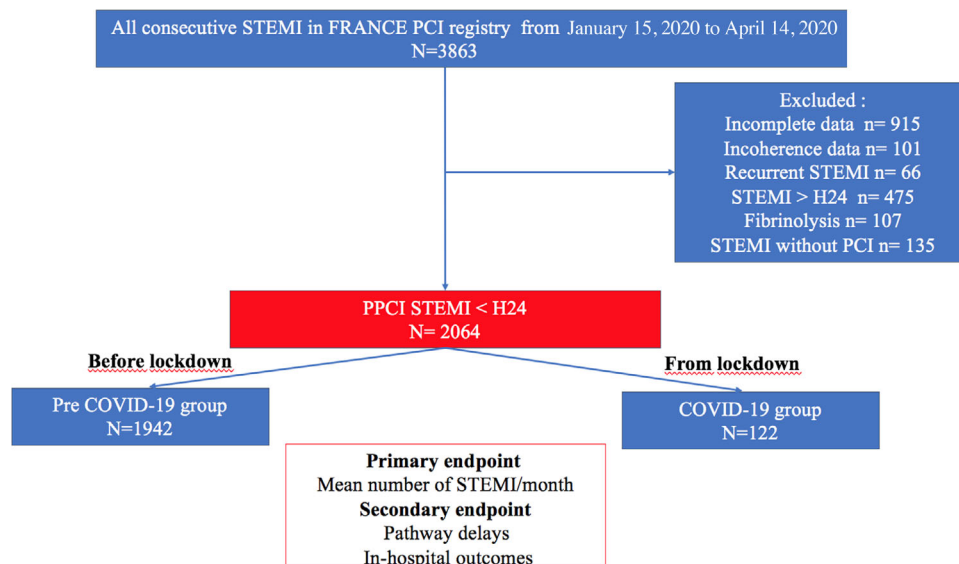 All consecutive STEMI in FRANCE PCI registry from January 15, 2020 to April 14, 2020
N=3863
Excluded :
Incomplete data n= 915
Incoherence data n= 101
Recurrent STEMI n= 66
STEMI > H24 n= 475
Fibrinolysis n= 107
STEMI without PCI n= 135
PPCI STEMI < H24
N= 2064
Before lockdown
From lockdown
Pre COVID-19 group
N=1942
COVID-19 group
N=122
Primary endpoint
Mean number of STEMI/month
Secondary endpoint
Pathway delays
In-hospital outcomes